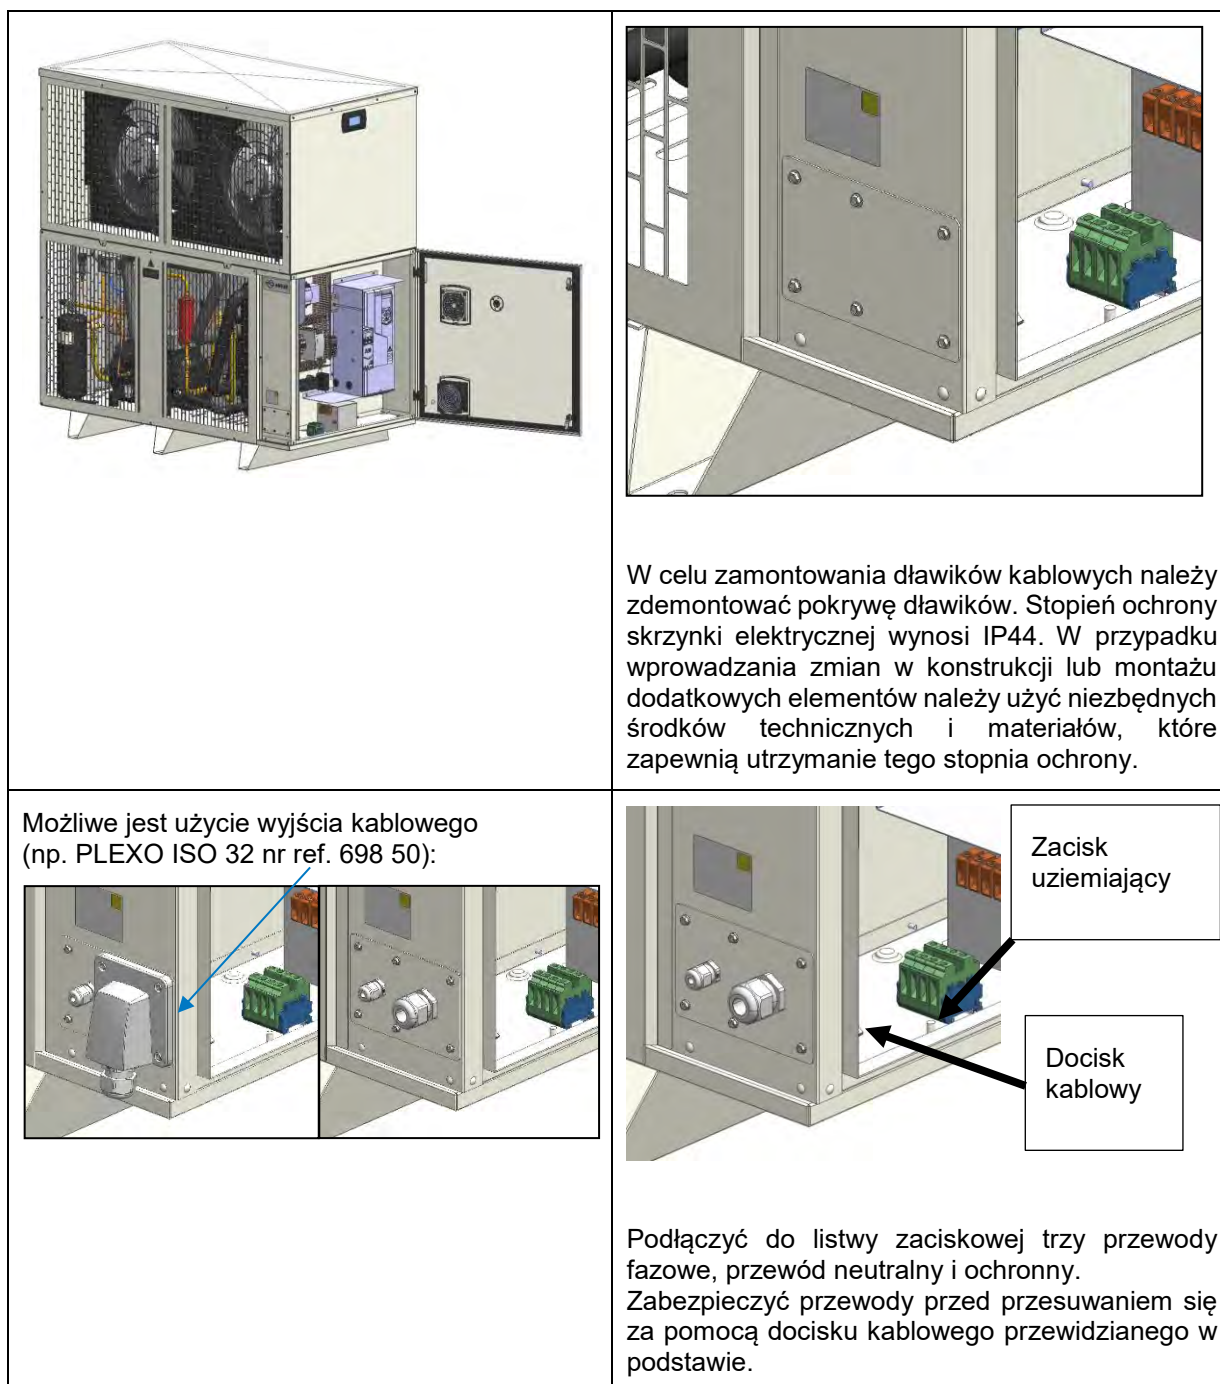 W celu zamontowania dławików kablowych należy
zdemontować pokrywę dławików. Stopień ochrony
skrzynki elektrycznej wynosi IP44. W przypadku
wprowadzania zmian w konstrukcji lub montażu
dodatkowych elementów należy użyć niezbędnych
środków technicznych i materiałów, które
zapewnią utrzymanie tego stopnia ochrony.
Możliwe jest użycie wyjścia kablowego
(np. PLEXO ISO 32 nr ref. 698 50):
Zacisk
uziemiający
Docisk
kablowy
Podłączyć do listwy zaciskowej trzy przewody
fazowe, przewód neutralny i ochronny.
Zabezpieczyć przewody przed przesuwaniem się
za pomocą docisku kablowego przewidzianego w
podstawie.